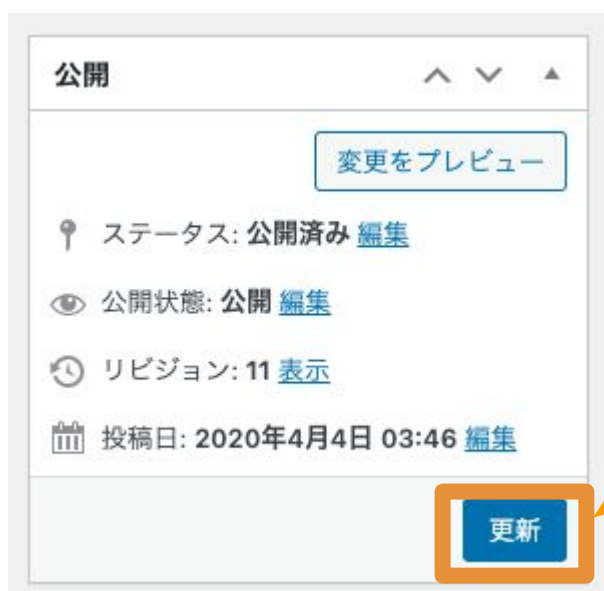 公開
変更をプレビュー
ステータス: 公開済み 編集
公開状態: 公開 編集
リビジョン: 11 表示
投稿日: 2020年4月4日 03:46 編集
更新